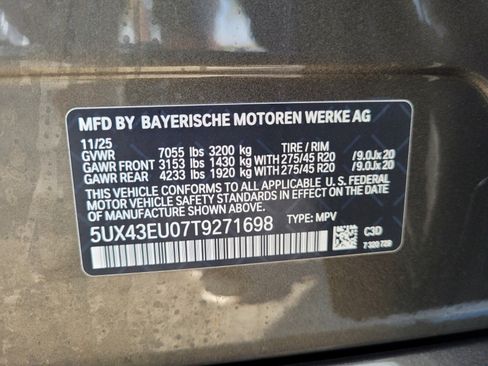 MFD BY BAYERISCHE MOTOREN WERKE AG
11/25
GVWR 7055 lbs 3200 kg TIRE / RIM
GAWR FRONT 3153 lbs 1430 kg WITH 275/45 R20 /9.0Jx20
GAWR REAR 4233 lbs 1920 kg WITH 275/45 R20 /9.0Jx20
THIS VEHICLE CONFORMS TO ALL APPLICABLE U.S. FEDERAL
MOTOR VEHICLE SAFETY STANDARDS IN EFFECT ON THE DATE
OF MANUFACTURE SHOWN ABOVE.
5UX43EU07T9271698 TYPE: MPV
C3D